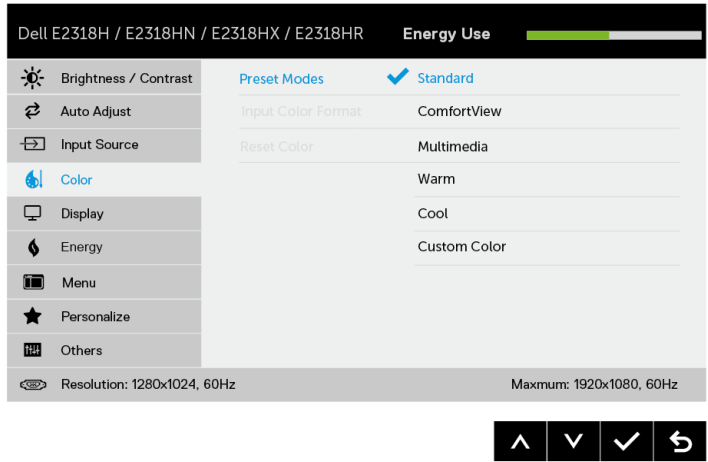 Dell E2318H / E2318HN / E2318HX / E2318HR Energy Use
Brightness / Contrast Preset Modes Standard
Auto Adjust Input Color Format ComfortView
Input Source Reset Color Multimedia
Color Warm
Display Cool
Energy Custom Color
Menu
Personalize
Others
Resolution: 1280x1024, 60Hz Maxmum: 1920x1080, 60Hz